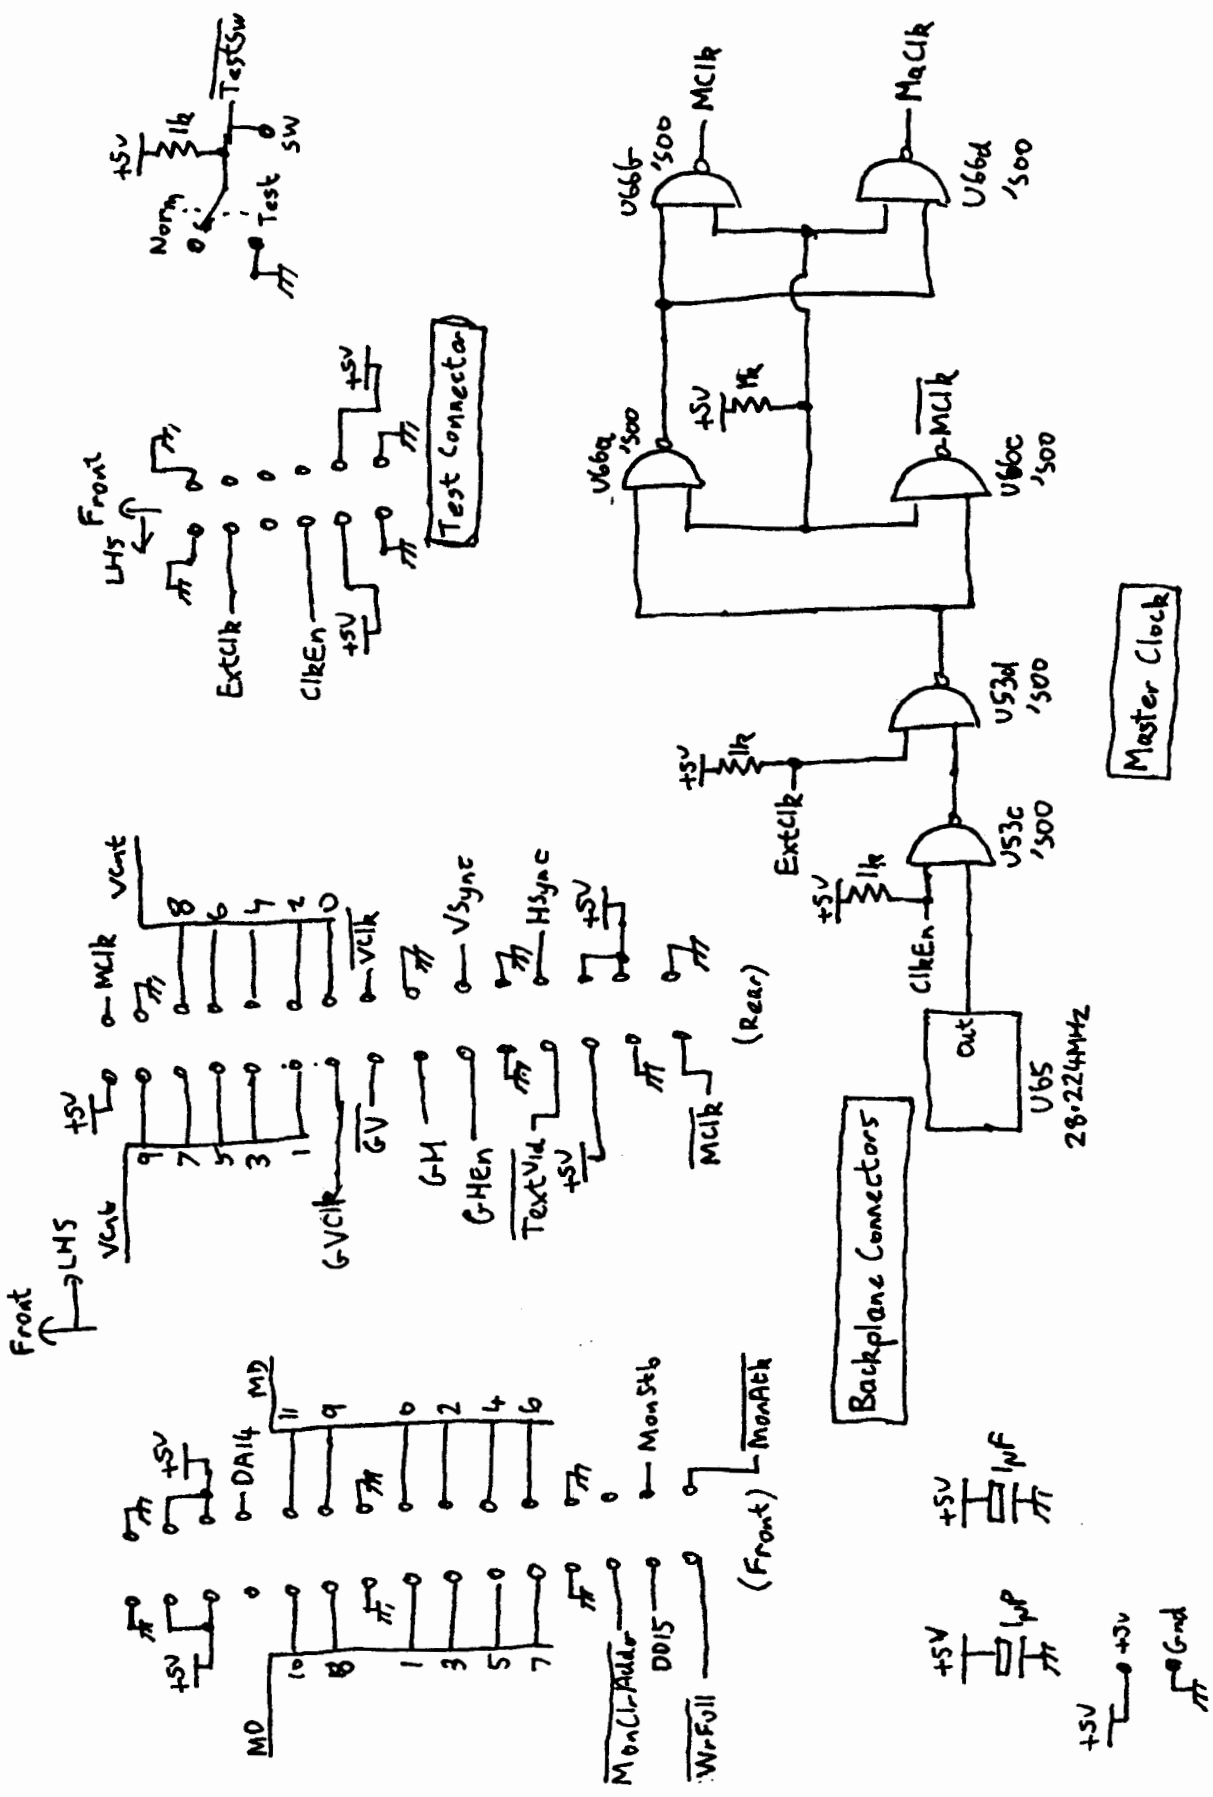 Front
LHS
+5V
MCLk
VCnt
VCnt
9
7
5
3
1
8
6
4
2
0
GVClk
VClk
GV
GH
VSync
GHEn
HSync
TextVid
+5V
+5V
MClk
(Rear)
+5V
+5V
DA14
MD
MD
10
8
1
3
5
7
11
9
0
2
4
6
MonClrAddr
DD15
MonStb
WrFull
MonAck
(Front)
Backplane Connectors
LHS
Front
ExtClk
ClkEn
+5V
+5V
Test Connector
+5V
1k
TestSw
Norm
Test
SW
U65
28.224MHz
Out
ClkEn
+5V
1k
U53c
'S00
ExtClk
+5V
1k
U53d
'S00
U66a
'S00
+5V
1k
MClk
U66c
'S00
U66b
'S00
MClk
U66d
'S00
MaClk
Master Clock
+5V
1µF
+5V
1µF
+5V
+5V
Gnd